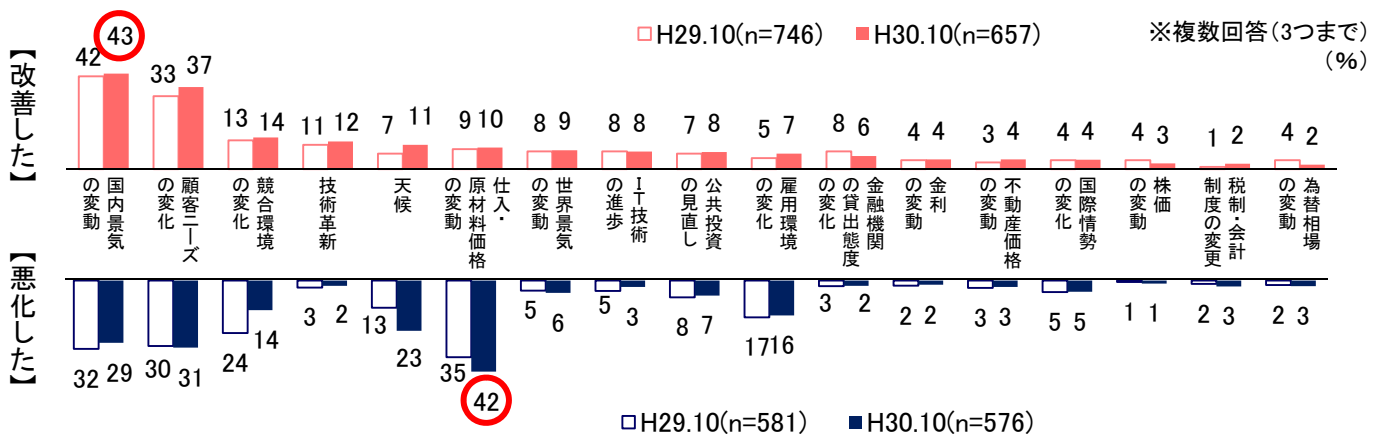 □H29.10(n=746) ■H30.10(n=657)
※複数回答(3つまで)
(%)
【改善した】
42 43
33 37
13 14
11 12
7 11
9 10
8 9
8 8
7 8
5 7
8 6
4 4
3 4
4 4
4 3
1 2
4 2
国内景気
の変動
顧客ニーズ
の変化
競合環境
の変化
技術革新
天候
仕入・
原材料価格
の変動
世界景気
の変動
IT技術
の進歩
公共投資
の見直し
雇用環境
の変化
金融機関
の貸出態度
の変化
金利
の変動
不動産価格
の変動
国際情勢
の変化
株価
の変動
税制・会計
制度の変更
為替相場
の変動
【悪化した】
32 29
30 31
24 14
3 2
13 23
35 42
5 6
5 3
8 7
17 16
3 2
2 2
3 3
5 5
1 1
2 3
2 3
□H29.10(n=581) ■H30.10(n=576)